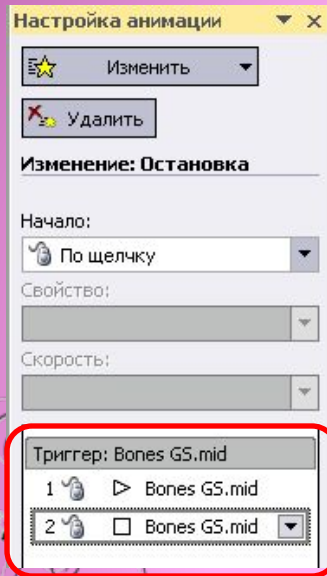 Настройка анимации
Изменить
Удалить
Изменение: Остановка
Начало:
По щелчку
Свойство:
Скорость:
Триггер: Bones GS.mid
1 Bones GS.mid
2 Bones GS.mid